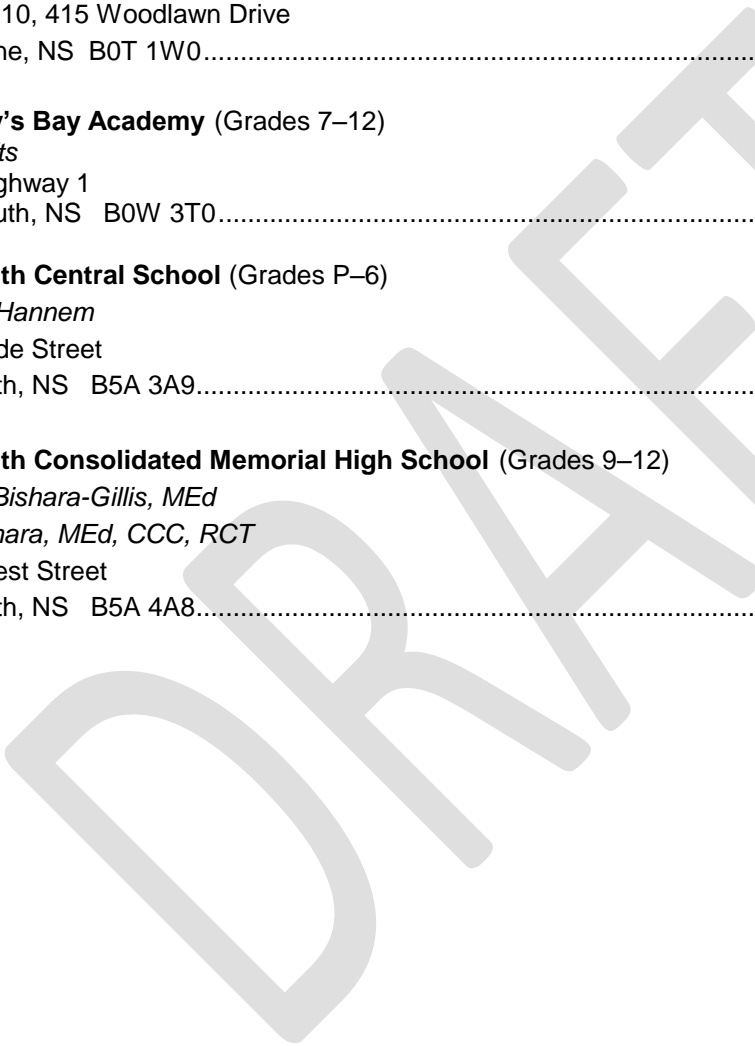 10, 415 Woodlawn Drive
ne, NS B0T 1W0................................................................................
y’s Bay Academy (Grades 7–12)
ts
ghway 1
uth, NS B0W 3T0..............................................................................
th Central School (Grades P–6)
Hannem
de Street
th, NS B5A 3A9.................................................................................
th Consolidated Memorial High School (Grades 9–12)
Bishara-Gillis, MEd
nara, MEd, CCC, RCT
est Street
th, NS B5A 4A8.................................................................................
DRAFT